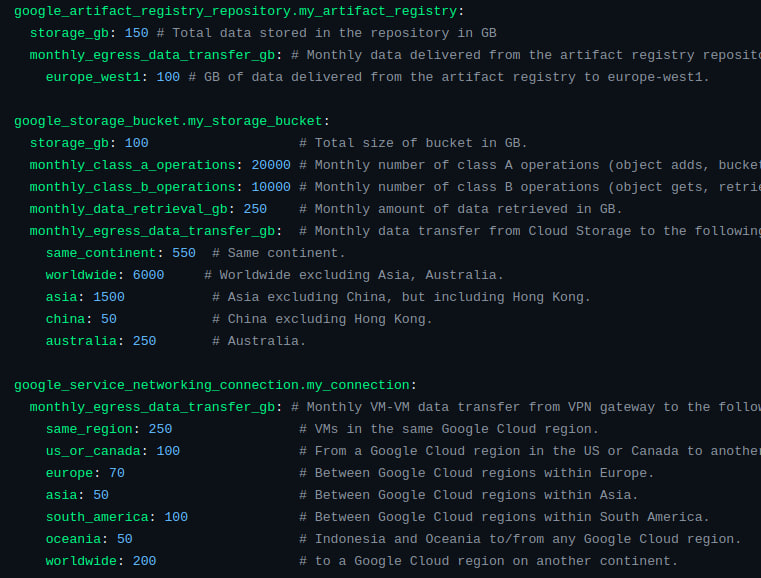 google_artifact_registry_repository.my_artifact_registry:
  storage_gb: 150 # Total data stored in the repository in GB
  monthly_egress_data_transfer_gb: # Monthly data delivered from the artifact registry
    europe_west1: 100 # GB of data delivered from the artifact registry to europe-west1.

google_storage_bucket.my_storage_bucket:
  storage_gb: 100                   # Total size of bucket in GB.
  monthly_class_a_operations: 20000 # Monthly number of class A operations (object adds, bucket
  monthly_class_b_operations: 10000 # Monthly number of class B operations (object gets,
  monthly_data_retrieval_gb: 250    # Monthly amount of data retrieved in GB.
  monthly_egress_data_transfer_gb:  # Monthly data transfer from Cloud Storage to the following
    same_continent: 550  # Same continent.
    worldwide: 6000     # Worldwide excluding Asia, Australia.
    asia: 1500           # Asia excluding China, but including Hong Kong.
    china: 50            # China excluding Hong Kong.
    australia: 250       # Australia.

google_service_networking_connection.my_connection:
  monthly_egress_data_transfer_gb: # Monthly VM-VM data transfer from VPN gateway to the
    same_region: 250                # VMs in the same Google Cloud region.
    us_or_canada: 100               # From a Google Cloud region in the US or Canada to another
    europe: 70                      # Between Google Cloud regions within Europe.
    asia: 50                        # Between Google Cloud regions within Asia.
    south_america: 100              # Between Google Cloud regions within South America.
    oceania: 50                     # Indonesia and Oceania to/from any Google Cloud region.
    worldwide: 200                  # to a Google Cloud region on another continent.